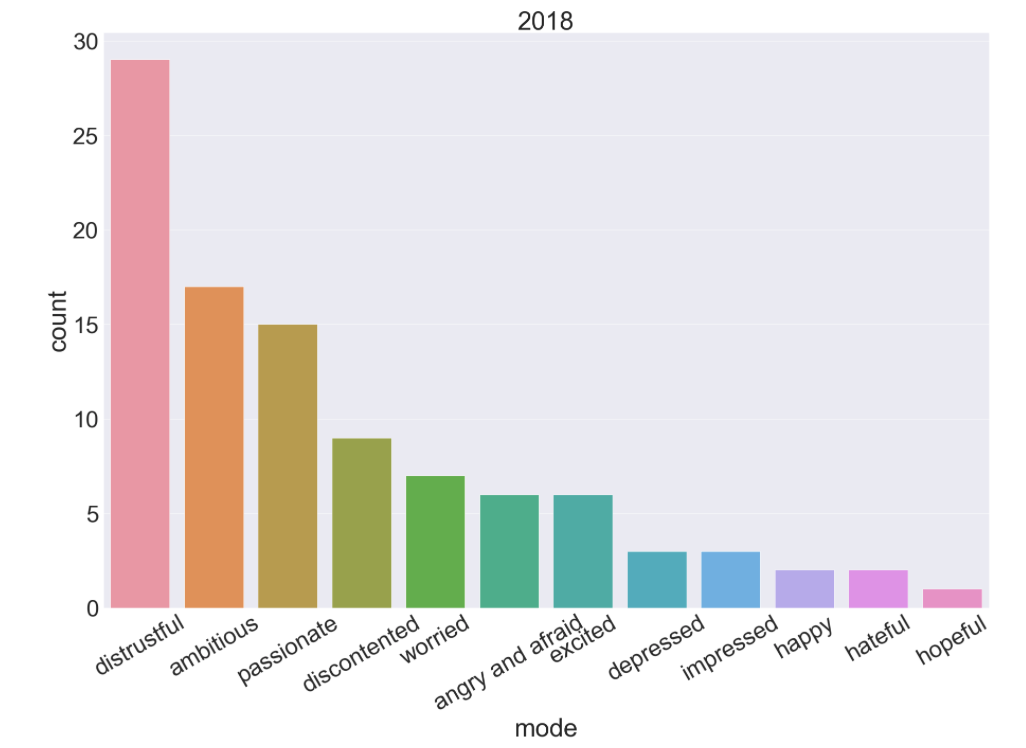 2018
count
30
25
20
15
10
5
0
distrustful
ambitious
passionate
discontented
worried
angry and afraid
excited
depressed
impressed
happy
hateful
hopeful
mode